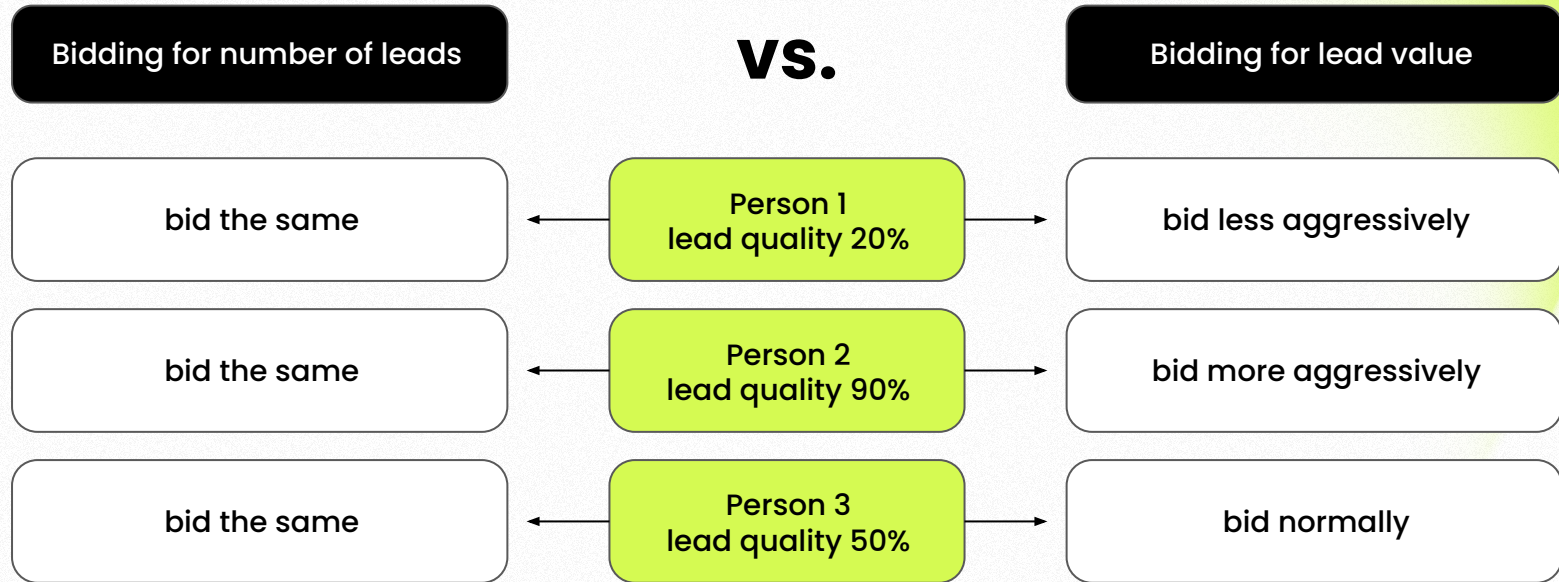 Bidding for number of leads
vs.
Bidding for lead value
bid the same
Person 1
lead quality 20%
bid less aggressively
bid the same
Person 2
lead quality 90%
bid more aggressively
bid the same
Person 3
lead quality 50%
bid normally